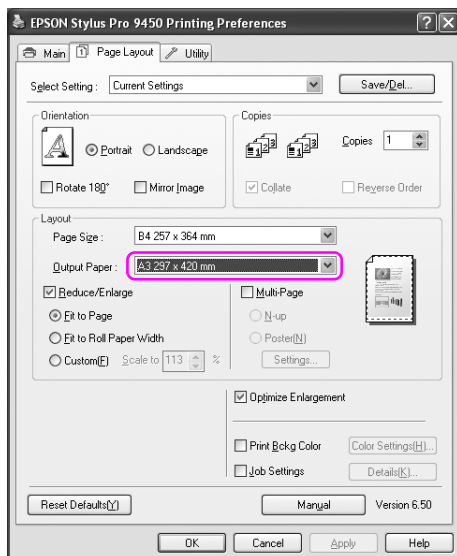 EPSON Stylus Pro 9450 Printing Preferences
Main Page Layout Utility
Select Setting : Current Settings Save/Del...
Orientation
Portrait Landscape
Rotate 180° Mirror Image
Copies
Copies 1
Collate Reverse Order
Layout
Page Size : B4 257 x 364 mm
Output Paper : A3 297 x 420 mm
Reduce/Enlarge
Fit to Page
Fit to Roll Paper Width
Custom(F) Scale to 113 %
Multi-Page
N-up
Poster(N)
Settings...
Optimize Enlargement
Print Bckg Color Color Settings(H)...
Job Settings Details(K)...
Reset Defaults(Y) Manual Version 6.50
OK Cancel Apply Help